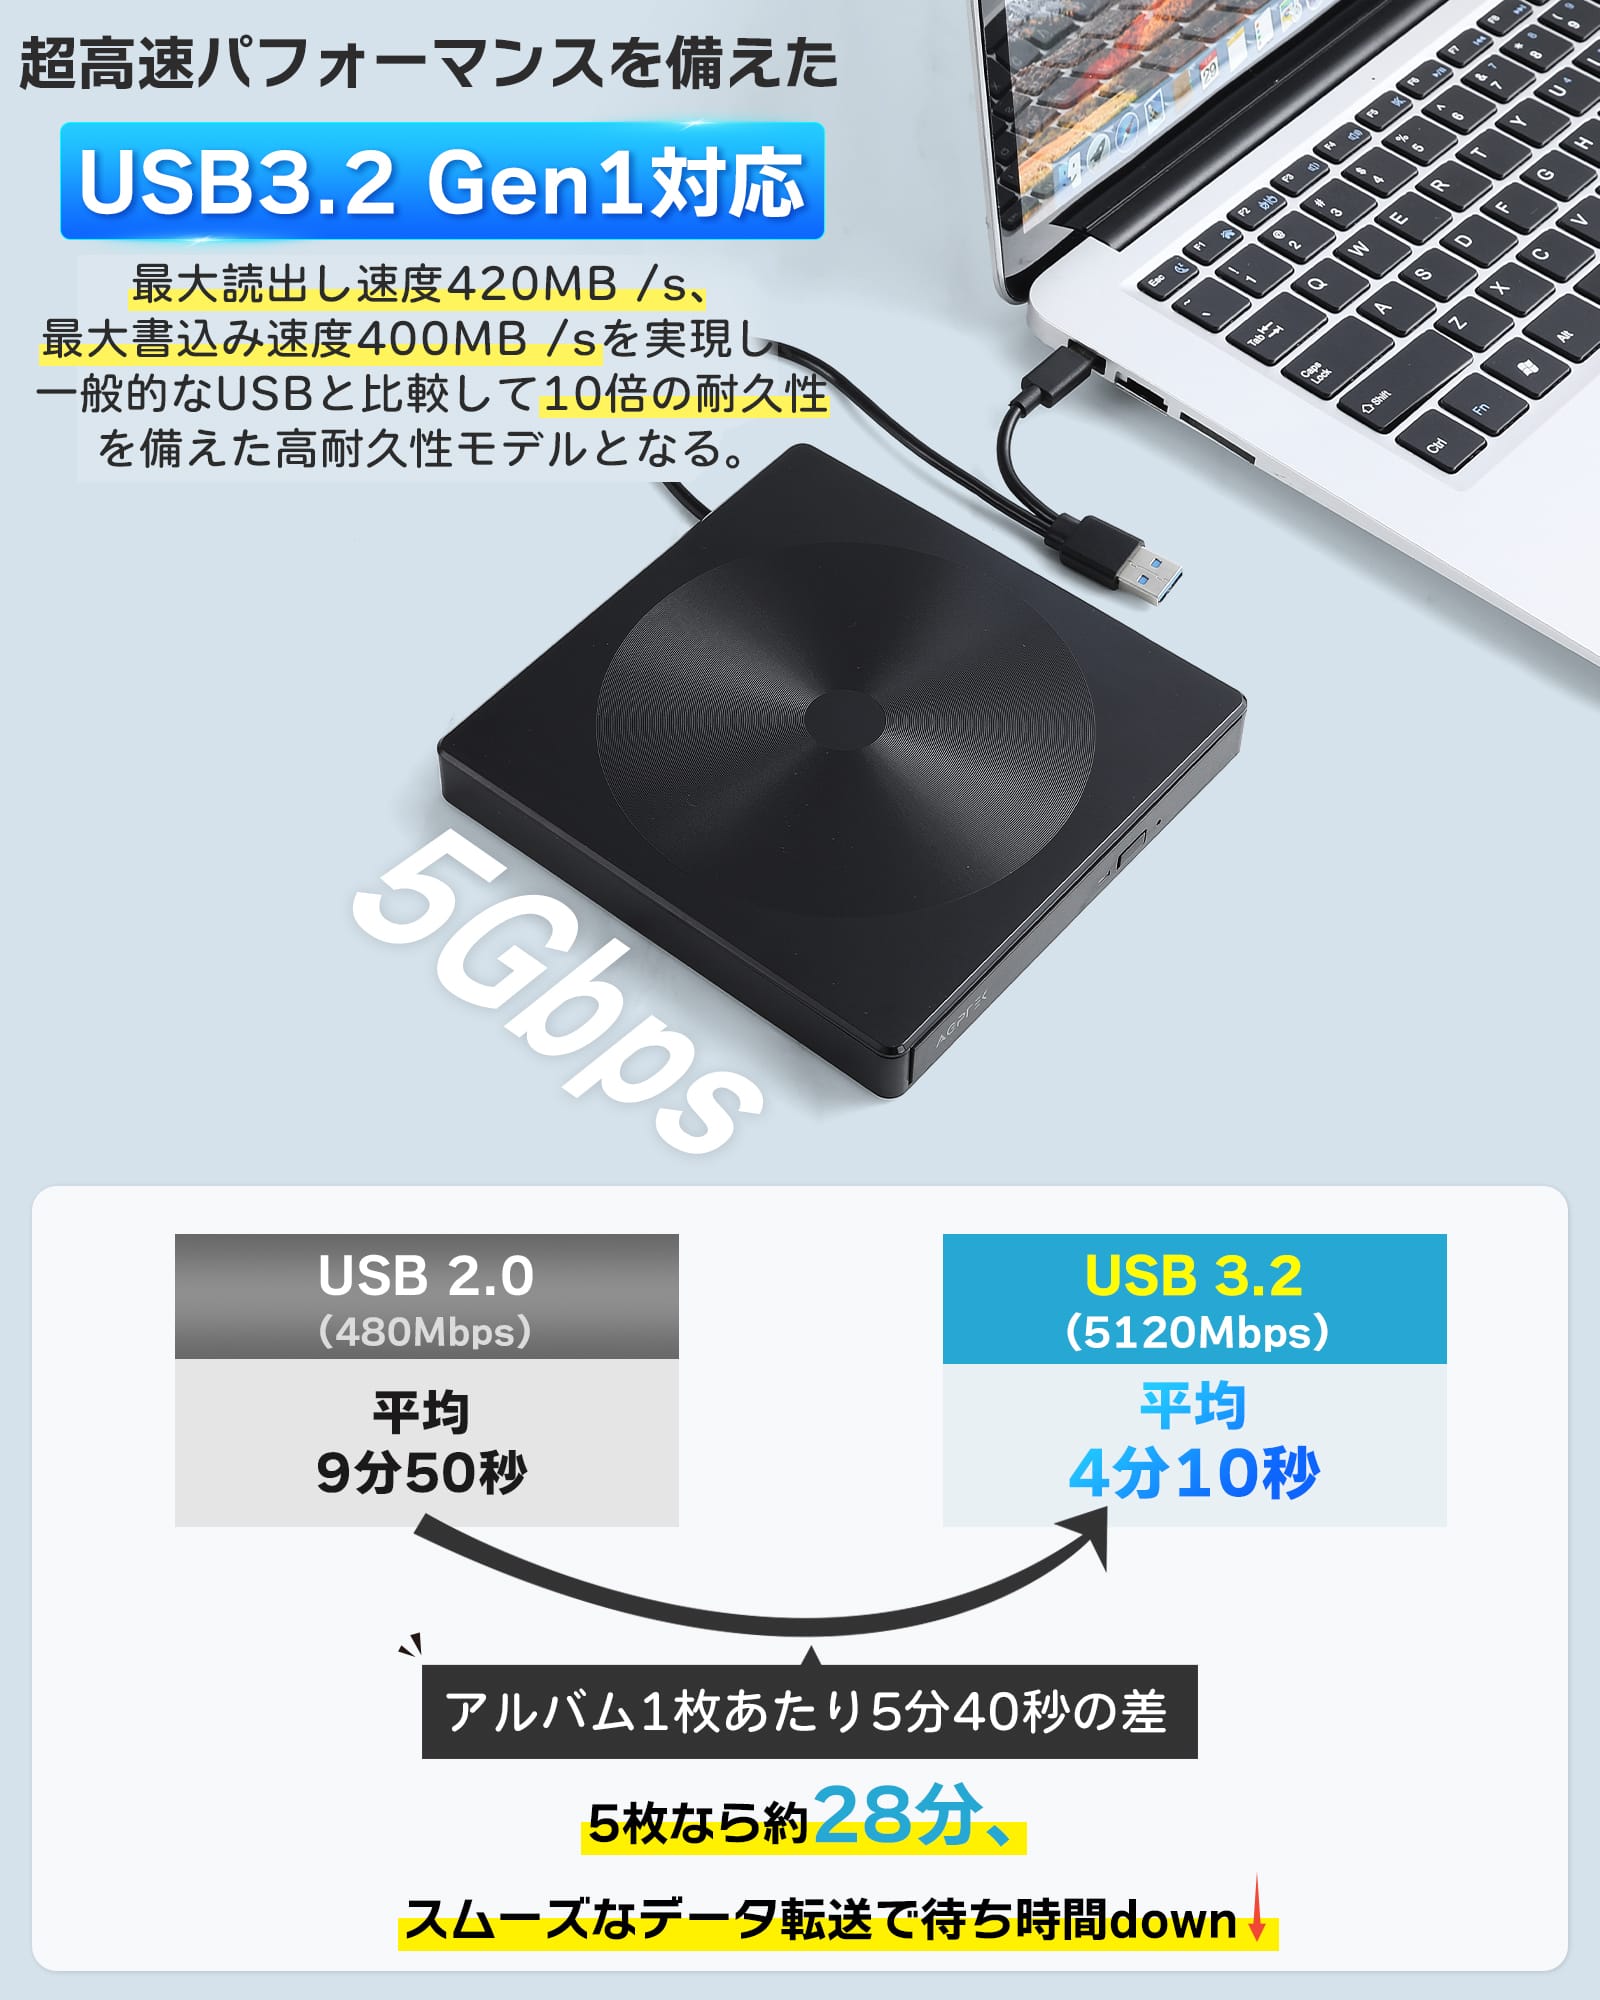 超高速パフォーマンスを備えた
USB3.2 Gen1対応
最大読出し速度420MB /s、
最大書込み速度400MB /sを実現し
一般的なUSBと比較して10倍の耐久性
を備えた高耐久性モデルとなる。
5Gbps
AGPTEK
USB 2.0
(480Mbps)
平均
9分50秒
USB 3.2
(5120Mbps)
平均
4分10秒
アルバム1枚あたり5分40秒の差
5枚なら約28分、
スムーズなデータ転送で待ち時間down